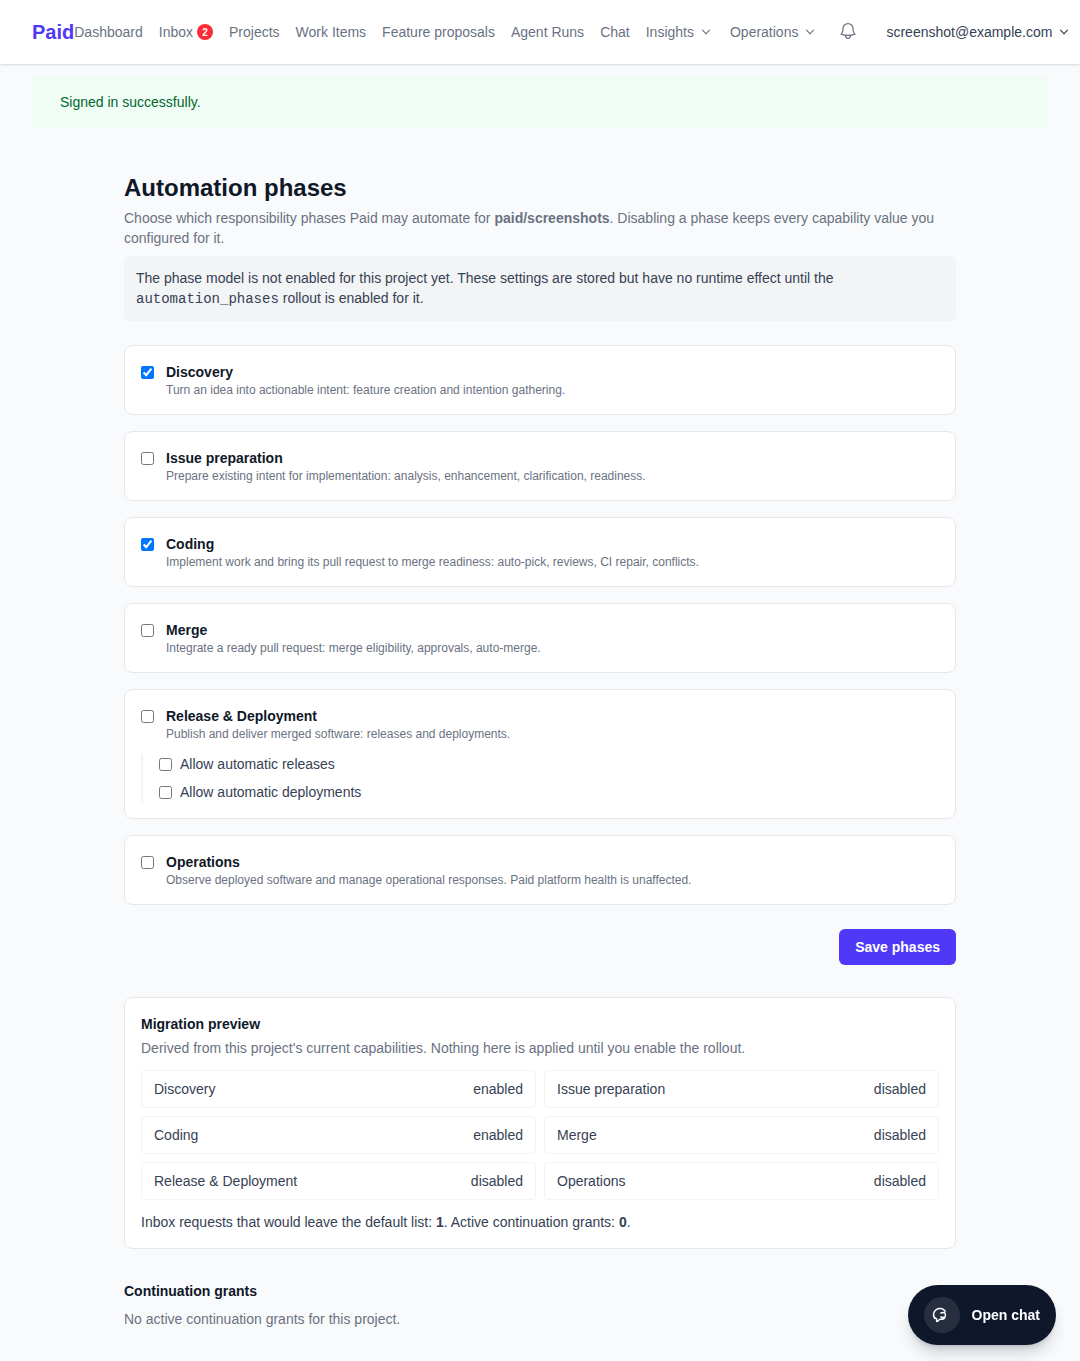 Paid Dashboard Inbox 2 Projects Work Items Feature proposals Agent Runs Chat Insights Operations screenshot@example.com
Signed in successfully.
Automation phases
Choose which responsibility phases Paid may automate for paid/screenshots. Disabling a phase keeps every capability value you
configured for it.
The phase model is not enabled for this project yet. These settings are stored but have no runtime effect until the
automation_phases rollout is enabled for it.
Discovery
Turn an idea into actionable intent: feature creation and intention gathering.
Issue preparation
Prepare existing intent for implementation: analysis, enhancement, clarification, readiness.
Coding
Implement work and bring its pull request to merge readiness: auto-pick, reviews, CI repair, conflicts.
Merge
Integrate a ready pull request: merge eligibility, approvals, auto-merge.
Release & Deployment
Publish and deliver merged software: releases and deployments.
Allow automatic releases
Allow automatic deployments
Operations
Observe deployed software and manage operational responses. Paid platform health is unaffected.
Save phases
Migration preview
Derived from this project's current capabilities. Nothing here is applied until you enable the rollout.
Discovery enabled Issue preparation disabled
Coding enabled Merge disabled
Release & Deployment disabled Operations disabled
Inbox requests that would leave the default list: 1. Active continuation grants: 0.
Continuation grants
No active continuation grants for this project.
Open chat